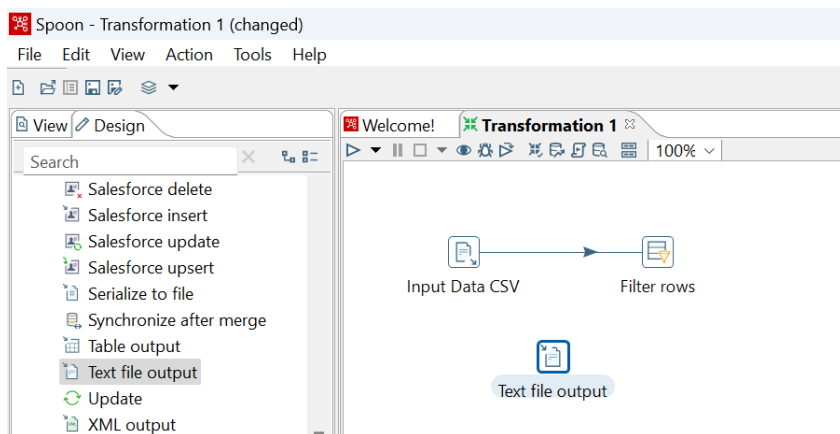 Spoon - Transformation 1 (changed)
File Edit View Action Tools Help
View Design
Welcome! Transformation 1
Search
100%
Salesforce delete
Salesforce insert
Salesforce update
Salesforce upsert
Serialize to file
Synchronize after merge
Table output
Text file output
Update
XML output
Input Data CSV Filter rows
Text file output